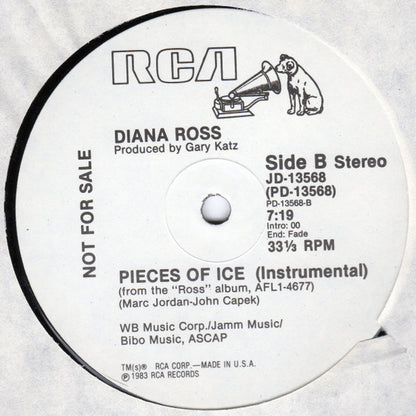 RCA
DIANA ROSS
Produced by Gary Katz
NOT FOR SALE
Side B Stereo
JD-13568
(PD-13568)
PD-13568-B
7:19
Intro: 00
End: Fade
33⅓ RPM
PIECES OF ICE (Instrumental)
(from the "Ross" album, AFL1-4677)
(Marc Jordan-John Capek)
WB Music Corp./Jamm Music/
Bibo Music, ASCAP
TM(s)® RCA CORP.—MADE IN U.S.A.
℗ 1983 RCA RECORDS